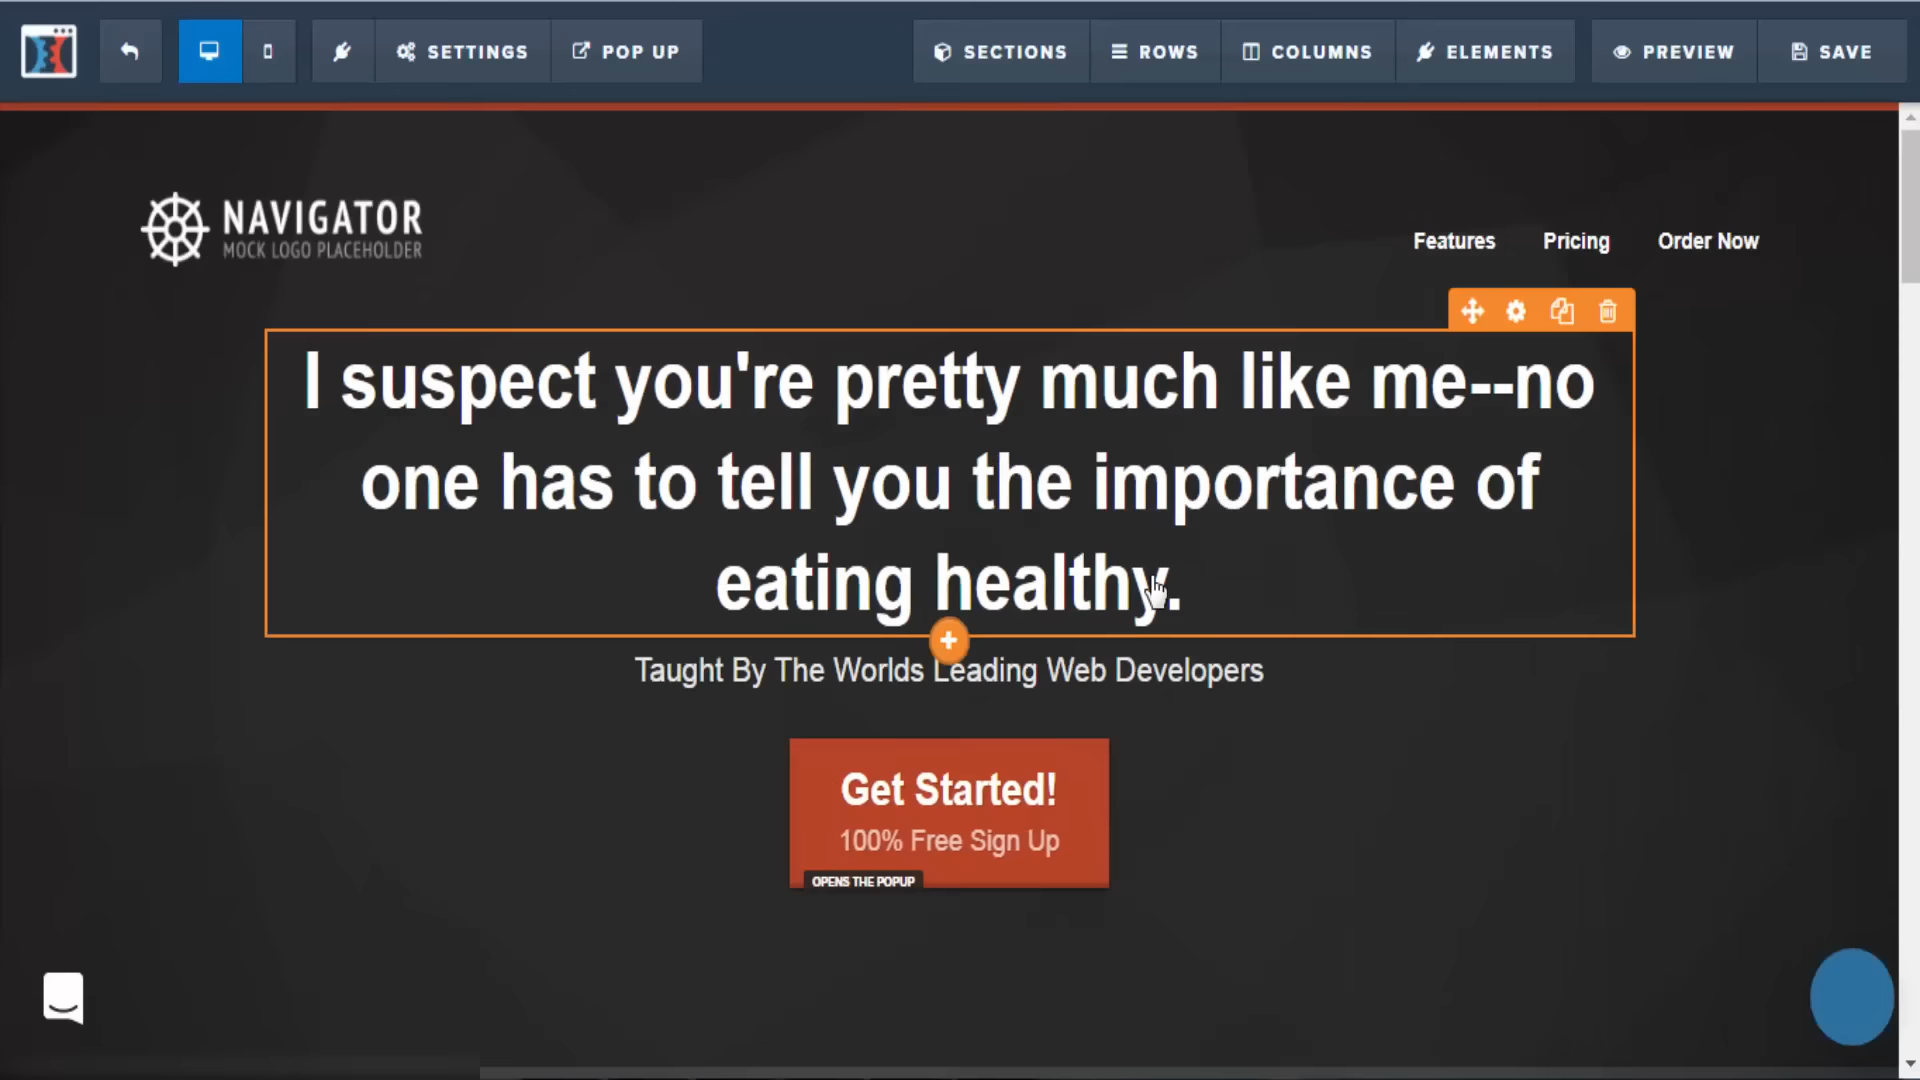 SETTINGS
POP UP
SECTIONS
ROWS
COLUMNS
ELEMENTS
PREVIEW
SAVE
NAVIGATOR
MOCK LOGO PLACEHOLDER
Features
Pricing
Order Now
I suspect you're pretty much like me--no
one has to tell you the importance of
eating healthy.
Taught By The Worlds Leading Web Developers
Get Started!
100% Free Sign Up
OPENS THE POPUP